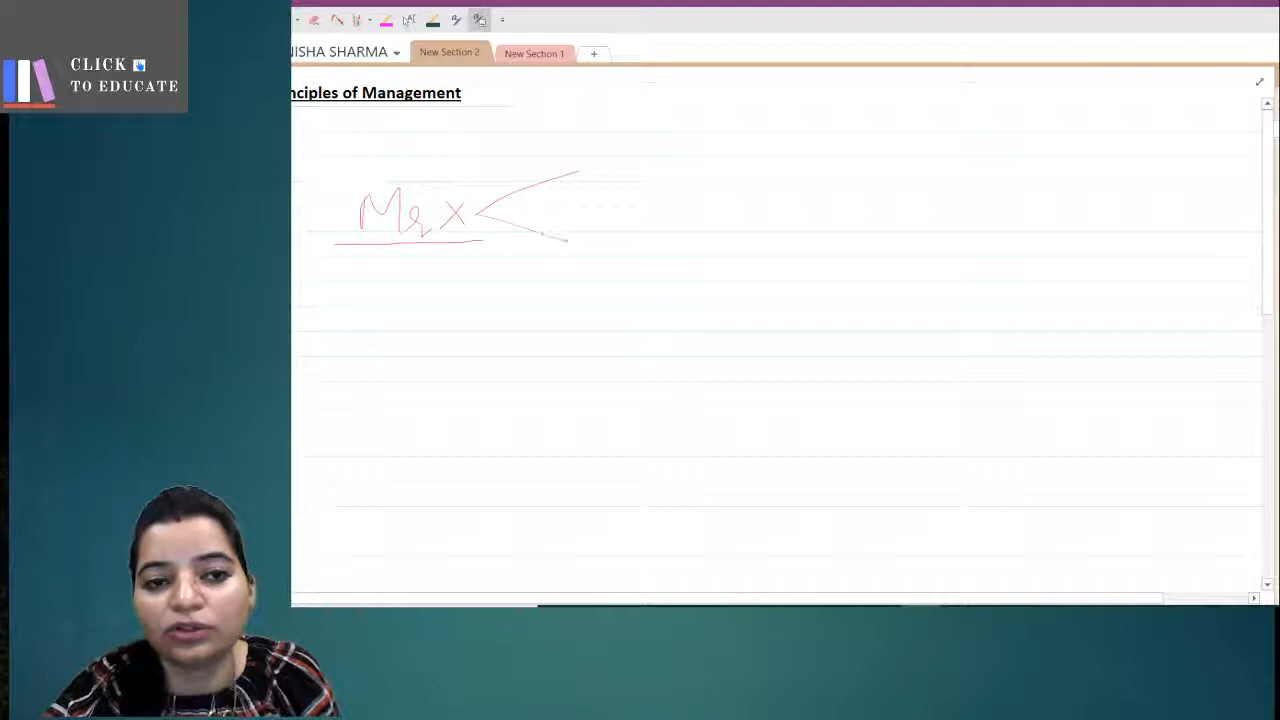 CLICK
TO EDUCATE
NISHA SHARMA
New Section 2
New Section 1
+
nciples of Management
Mr X